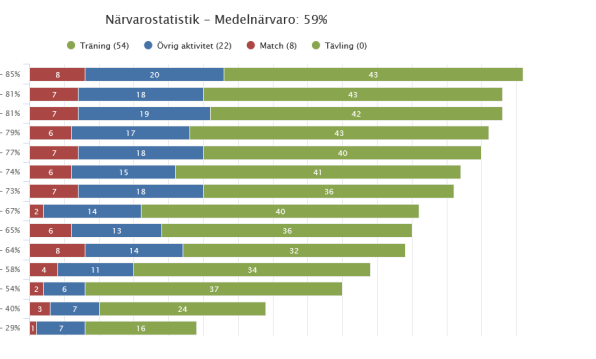 Närvarostatistik - Medelnärvaro: 59%
Träning (54) Övrig aktivitet (22) Match (8) Tävling (0)
- 85% 8 20 43
- 81% 7 18 43
- 81% 7 19 42
- 79% 6 17 43
- 77% 7 18 40
- 74% 6 15 41
- 73% 7 18 36
- 67% 2 14 40
- 65% 6 13 36
- 64% 8 14 32
- 58% 4 11 34
- 54% 2 6 37
- 40% 3 7 24
- 29% 1 7 16